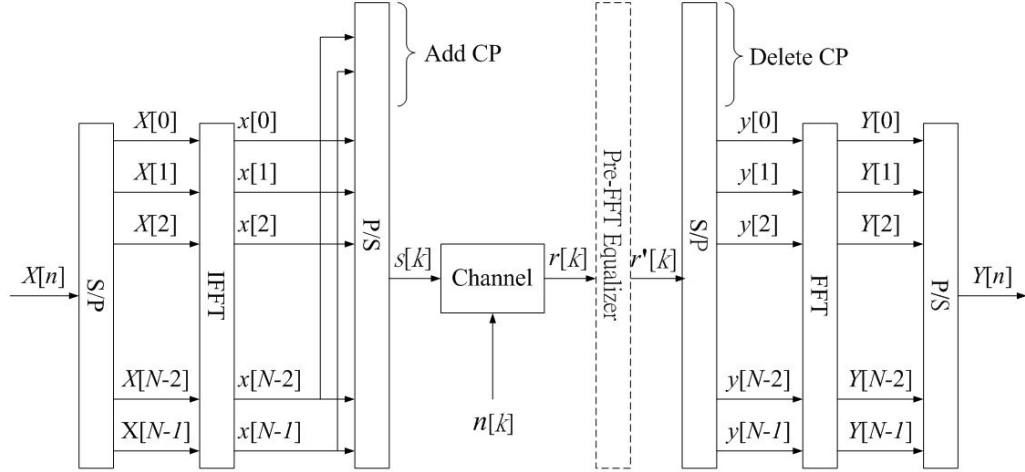 X[n]
S/P
X[0]
X[1]
X[2]
X[N-2]
X[N-1]
IFFT
x[0]
x[1]
x[2]
x[N-2]
x[N-1]
P/S
Add CP
s[k]
Channel
n[k]
r[k]
Pre-FFT Equalizer
r'[k]
S/P
Delete CP
y[0]
y[1]
y[2]
y[N-2]
y[N-1]
FFT
Y[0]
Y[1]
Y[2]
Y[N-2]
Y[N-1]
P/S
Y[n]